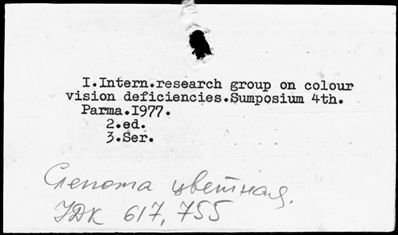 I.Intern.research group on colour
vision deficiencies.Sumposium 4th.
Parma.I977.
2.ed.
3.Ser.
Слепота цветная.
УДК 617,755